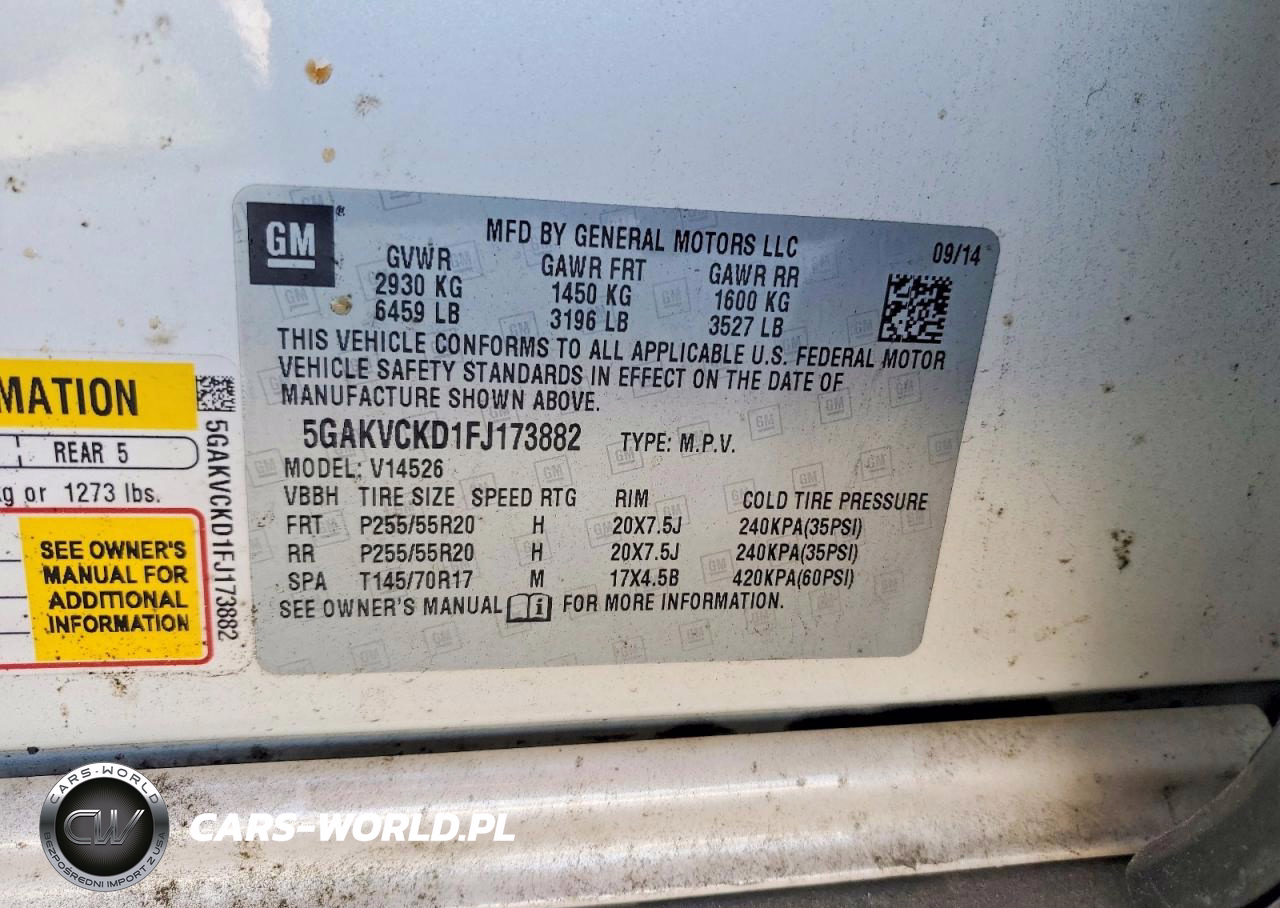 GM
®
MFD BY GENERAL MOTORS LLC
09/14
GVWR GAWR FRT GAWR RR
2930 KG 1450 KG 1600 KG
6459 LB 3196 LB 3527 LB
THIS VEHICLE CONFORMS TO ALL APPLICABLE U.S. FEDERAL MOTOR
VEHICLE SAFETY STANDARDS IN EFFECT ON THE DATE OF
MANUFACTURE SHOWN ABOVE.
5GAKVCKD1FJ173882 TYPE: M.P.V.
MODEL: V14526
VBBH TIRE SIZE SPEED RTG RIM COLD TIRE PRESSURE
FRT P255/55R20 H 20X7.5J 240KPA(35PSI)
RR P255/55R20 H 20X7.5J 240KPA(35PSI)
SPA T145/70R17 M 17X4.5B 420KPA(60PSI)
SEE OWNER'S MANUAL FOR MORE INFORMATION.
MATION
REAR 5
kg or 1273 lbs.
SEE OWNER'S
MANUAL FOR
ADDITIONAL
INFORMATION
5GAKVCKD1FJ173882
CARS-WORLD
CW
BEZPOŚREDNI IMPORT Z USA
CARS-WORLD.PL